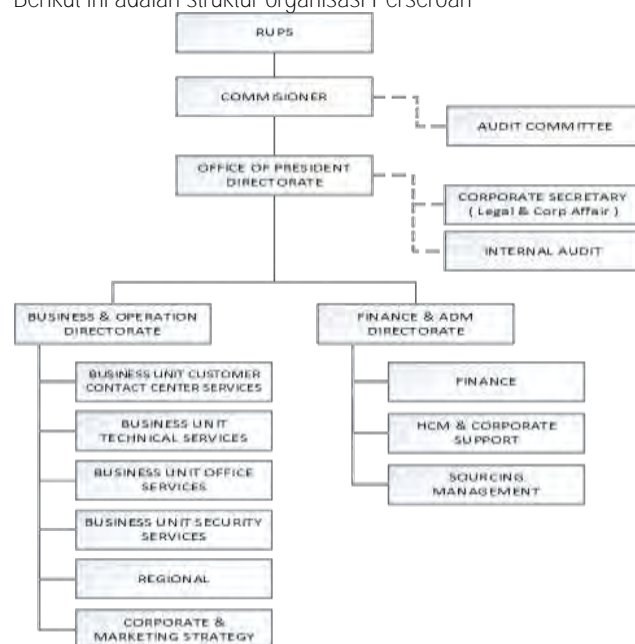 Berikut ini adalah struktur organisasi Perseroan
RUPS
COMMISIONER
AUDIT COMMITTEE
OFFICE OF PRESIDENT
DIRECTORATE
CORPORATE SECRETARY
( Legal & Corp Affair )
INTERNAL AUDIT
BUSINESS & OPERATION
DIRECTORATE
BUSINESS UNIT CUSTOMER
CONTACT CENTER SERVICES
BUSINESS UNIT
TECHNICAL SERVICES
BUSINESS UNIT OFFICE
SERVICES
BUSINESS UNIT SECURITY
SERVICES
REGIONAL
CORPORATE &
MARKETING STRATEGY
FINANCE & ADM
DIRECTORATE
FINANCE
HCM & CORPORATE
SUPPORT
SOURCING
MANAGEMENT